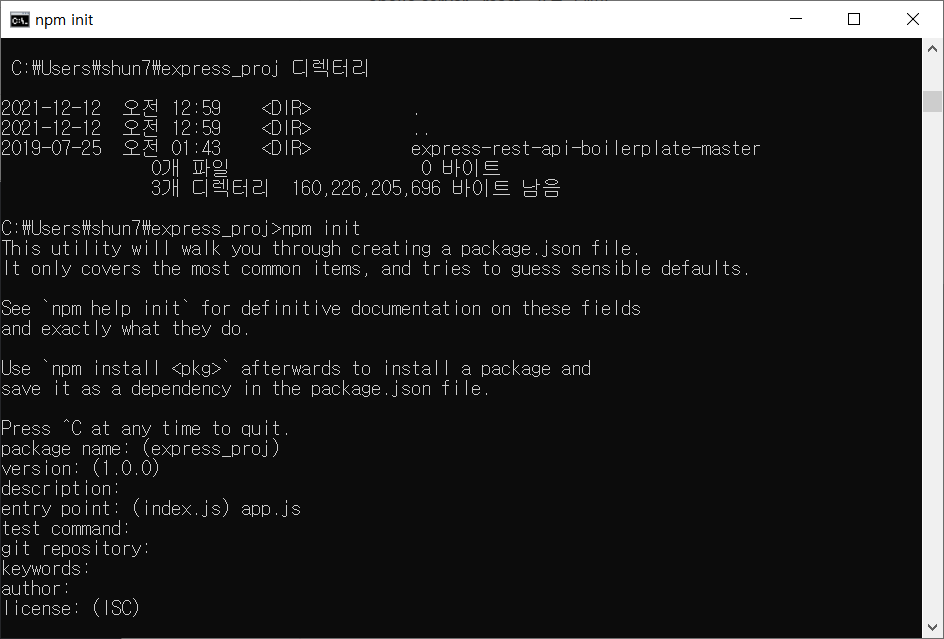 npm init
C:₩Users₩shun7₩express_proj 디렉터리
2021-12-12  오전 12:59    <DIR>          .
2021-12-12  오전 12:59    <DIR>          ..
2019-07-25  오전 01:43    <DIR>          express-rest-api-boilerplate-master
0개 파일                   0 바이트
3개 디렉터리  160,226,205,696 바이트 남음
C:₩Users₩shun7₩express_proj>npm init
This utility will walk you through creating a package.json file.
It only covers the most common items, and tries to guess sensible defaults.
See `npm help init` for definitive documentation on these fields
and exactly what they do.
Use `npm install <pkg>` afterwards to install a package and
save it as a dependency in the package.json file.
Press ^C at any time to quit.
package name: (express_proj)
version: (1.0.0)
description:
entry point: (index.js) app.js
test command:
git repository:
keywords:
author:
license: (ISC)